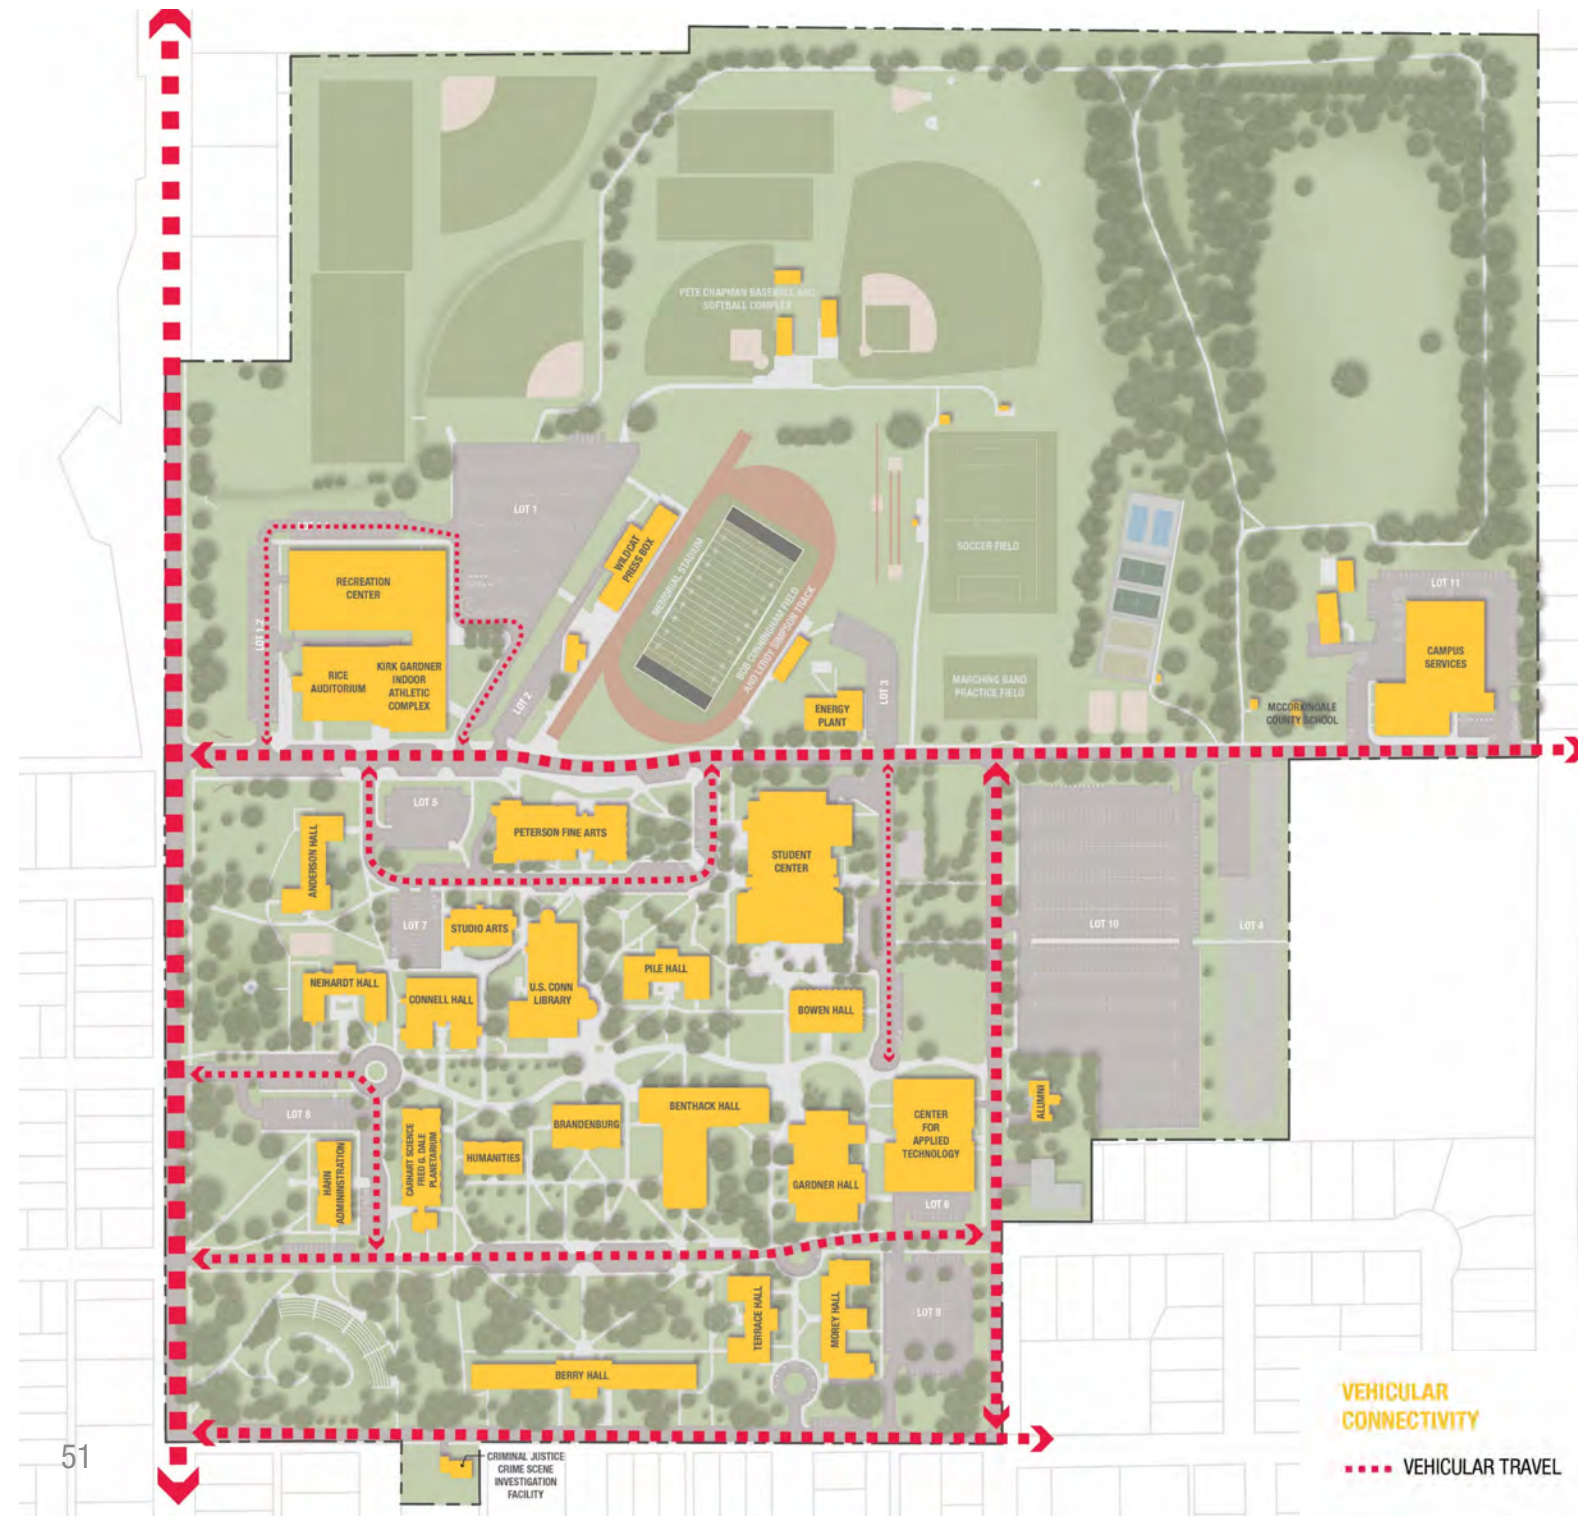 PETE CHAPMAN BASEBALL AND
SOFTBALL COMPLEX
LOT 1
WILDCAT
PRESS BOX
MEMORIAL STADIUM
BOB CUNNINGHAM FIELD
AND LEROY SIMPSON TRACK
SOCCER FIELD
RECREATION
CENTER
LOT 12
RICE
AUDITORIUM
KIRK GARDNER
INDOOR
ATHLETIC
COMPLEX
LOT 2
ENERGY
PLANT
LOT 3
MARCHING BAND
PRACTICE FIELD
LOT 11
CAMPUS
SERVICES
MCCORKINGALE
COUNTY SCHOOL
LOT 5
PETERSON FINE ARTS
ANDERSON HALL
STUDENT
CENTER
LOT 7
STUDIO ARTS
LOT 10
LOT 4
NEIHARDT HALL
CONNELL HALL
U.S. CONN
LIBRARY
PILE HALL
BOWEN HALL
LOT 8
HAHN
ADMININSTRATION
CARHART SCIENCE
FRED G. DALE
PLANETARIUM
HUMANITIES
BRANDENBURG
BENTHACK HALL
GARDNER HALL
CENTER
FOR
APPLIED
TECHNOLOGY
ALUMNI
LOT 6
TERRACE HALL
MOREY HALL
LOT 9
BERRY HALL
CRIMINAL JUSTICE
CRIME SCENE
INVESTIGATION
FACILITY
51
VEHICULAR
CONNECTIVITY
VEHICULAR TRAVEL